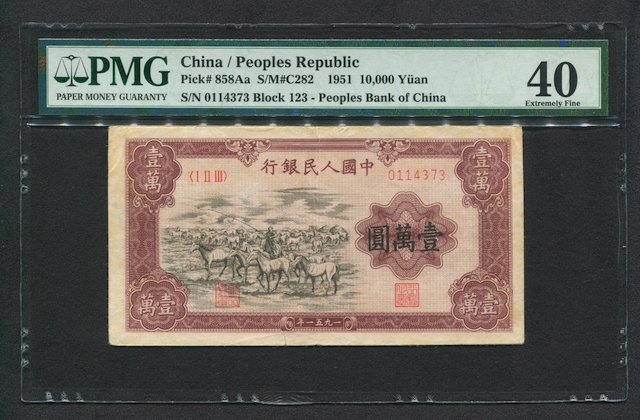 PMG
PAPER MONEY GUARANTY
China / Peoples Republic
Pick# 858Aa S/M#C282 1951 10,000 Yüan
S/N 0114373 Block 123 - Peoples Bank of China
40
Extremely Fine
行銀民人國中
壹萬
〈I II III〉
0114373
圓萬壹
萬壹
壹萬
年一五九一